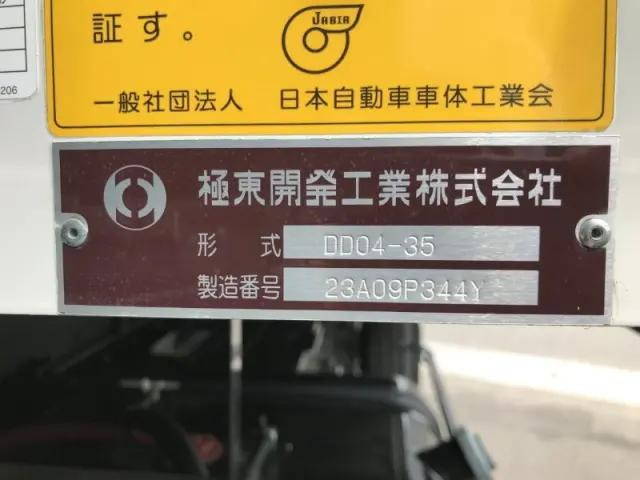 206
証す。
JABIA
一般社団法人 日本自動車車体工業会
極東開発工業株式会社
形 式 DD04-35
製造番号 23A09P344Y